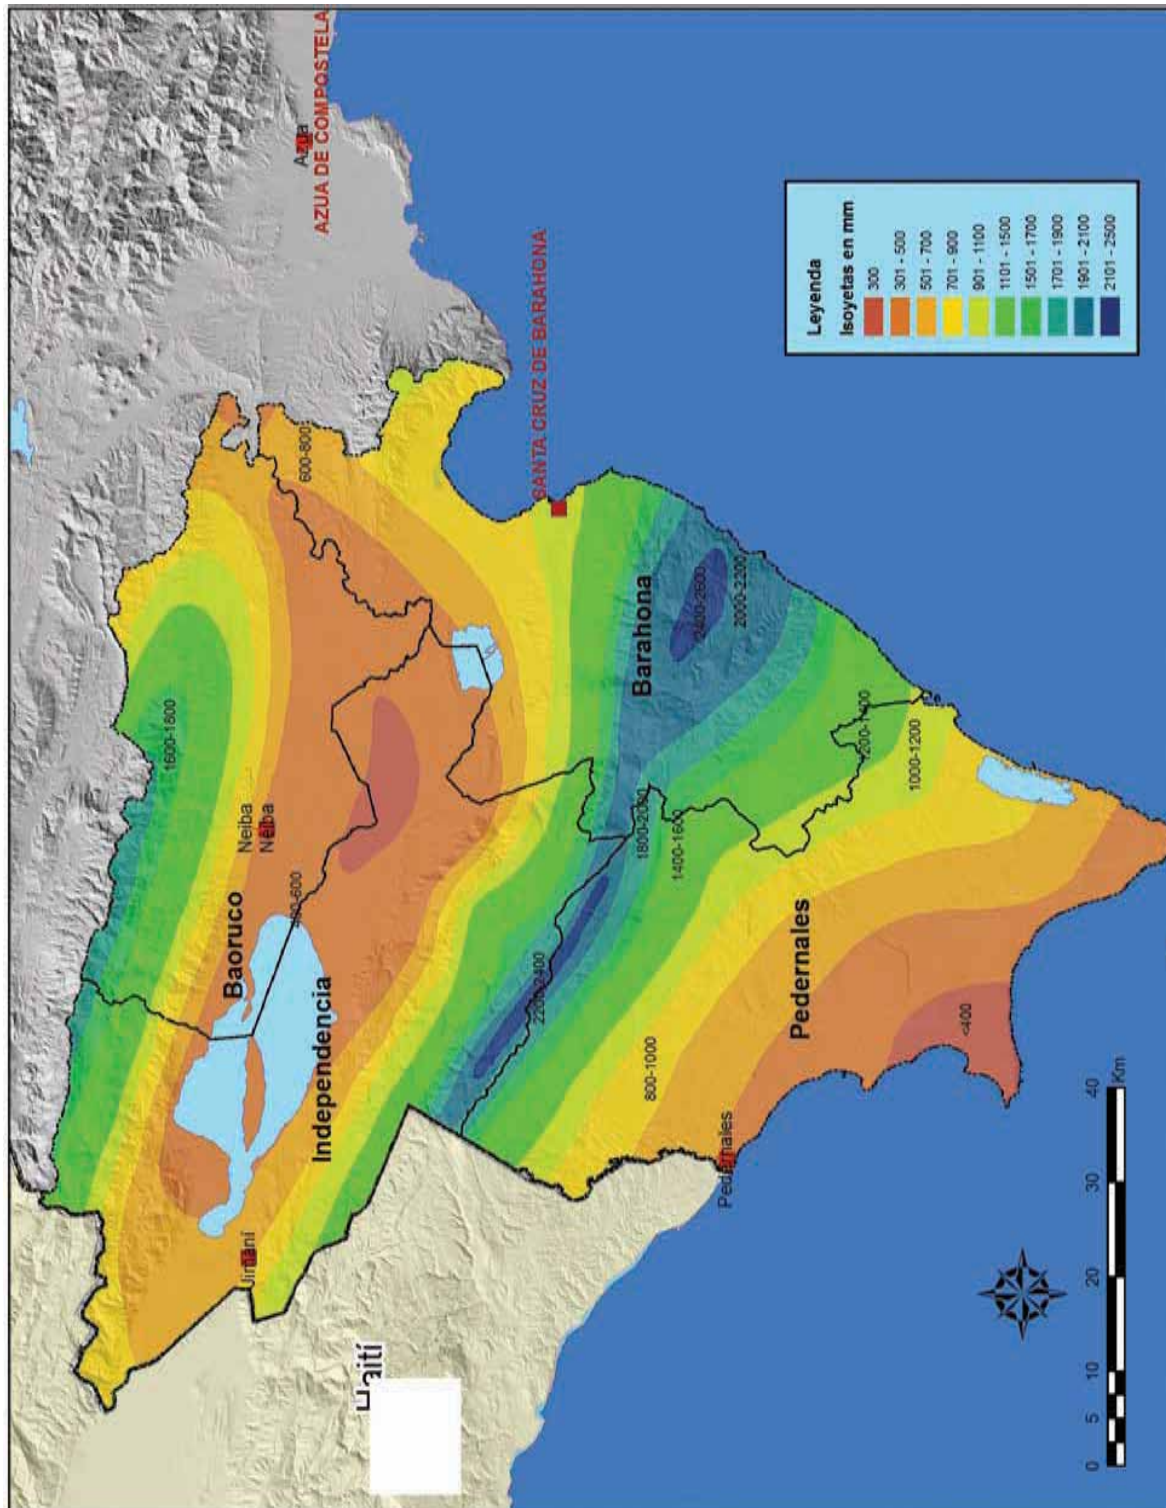 AZUA DE COMPOSTELA
Azua
SANTA CRUZ DE BARAHONA
600-800
1600-1800
Neiba
Neiba
Baoruco
Independencia
Jimaní
Haití
Barahona
2400-2600
2000-2200
1800-2000
1400-1600
1200-1400
1000-1200
2200-2400
800-1000
Pedernales
Pedernales
<400
Leyenda
Isoyetas en mm
300
301 - 500
501 - 700
701 - 900
901 - 1100
1101 - 1500
1501 - 1700
1701 - 1900
1901 - 2100
2101 - 2500
0 5 10 20 30 40
Km